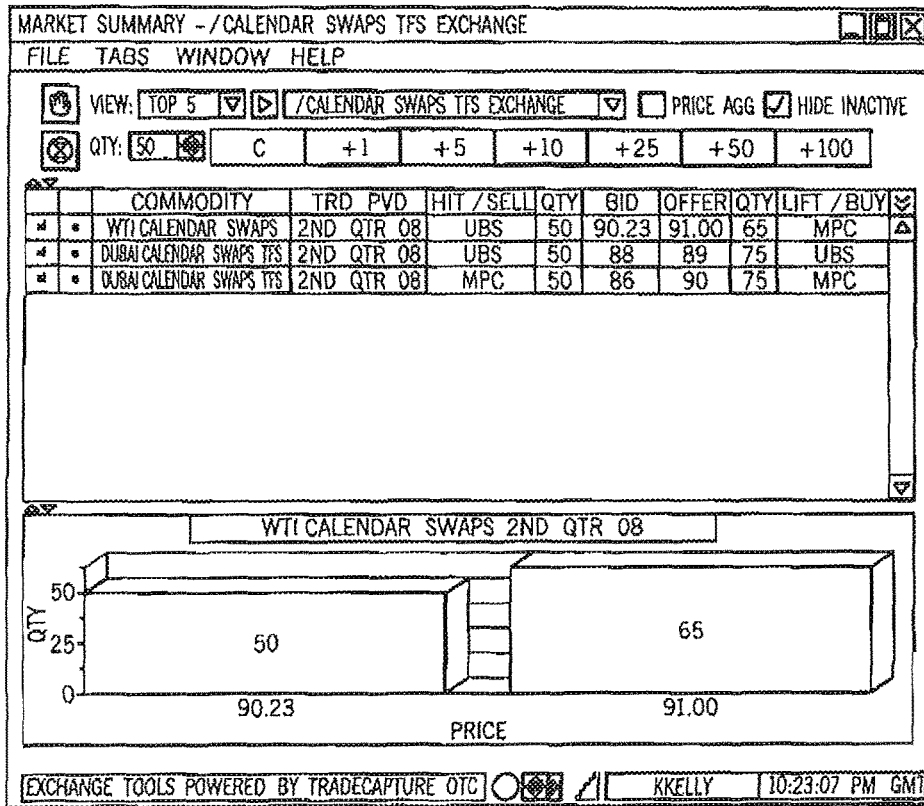 MARKET SUMMARY -/CALENDAR SWAPS TFS EXCHANGE
FILE TABS WINDOW HELP
VIEW: TOP 5 /CALENDAR SWAPS TFS EXCHANGE PRICE AGG HIDE INACTIVE
QTY: 50 C +1 +5 +10 +25 +50 +100
COMMODITY TRD PVD HIT/SELL QTY BID OFFER QTY LIFT/BUY
WTI CALENDAR SWAPS 2ND QTR 08 UBS 50 90.23 91.00 65 MPC
DUBAI CALENDAR SWAPS TFS 2ND QTR 08 UBS 50 88 89 75 UBS
DUBAI CALENDAR SWAPS TFS 2ND QTR 08 MPC 50 86 90 75 MPC
WTI CALENDAR SWAPS 2ND QTR 08
QTY
50
25
0
50
65
90.23 91.00
PRICE
EXCHANGE TOOLS POWERED BY TRADECAPTURE OTC KKELLY 10:23:07 PM GMT